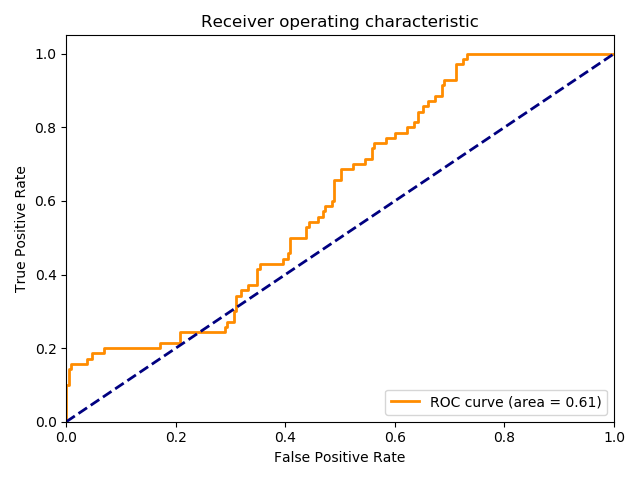 Receiver operating characteristic
True Positive Rate
1.0
0.8
0.6
0.4
0.2
0.0
ROC curve (area = 0.61)
0.0 0.2 0.4 0.6 0.8 1.0
False Positive Rate